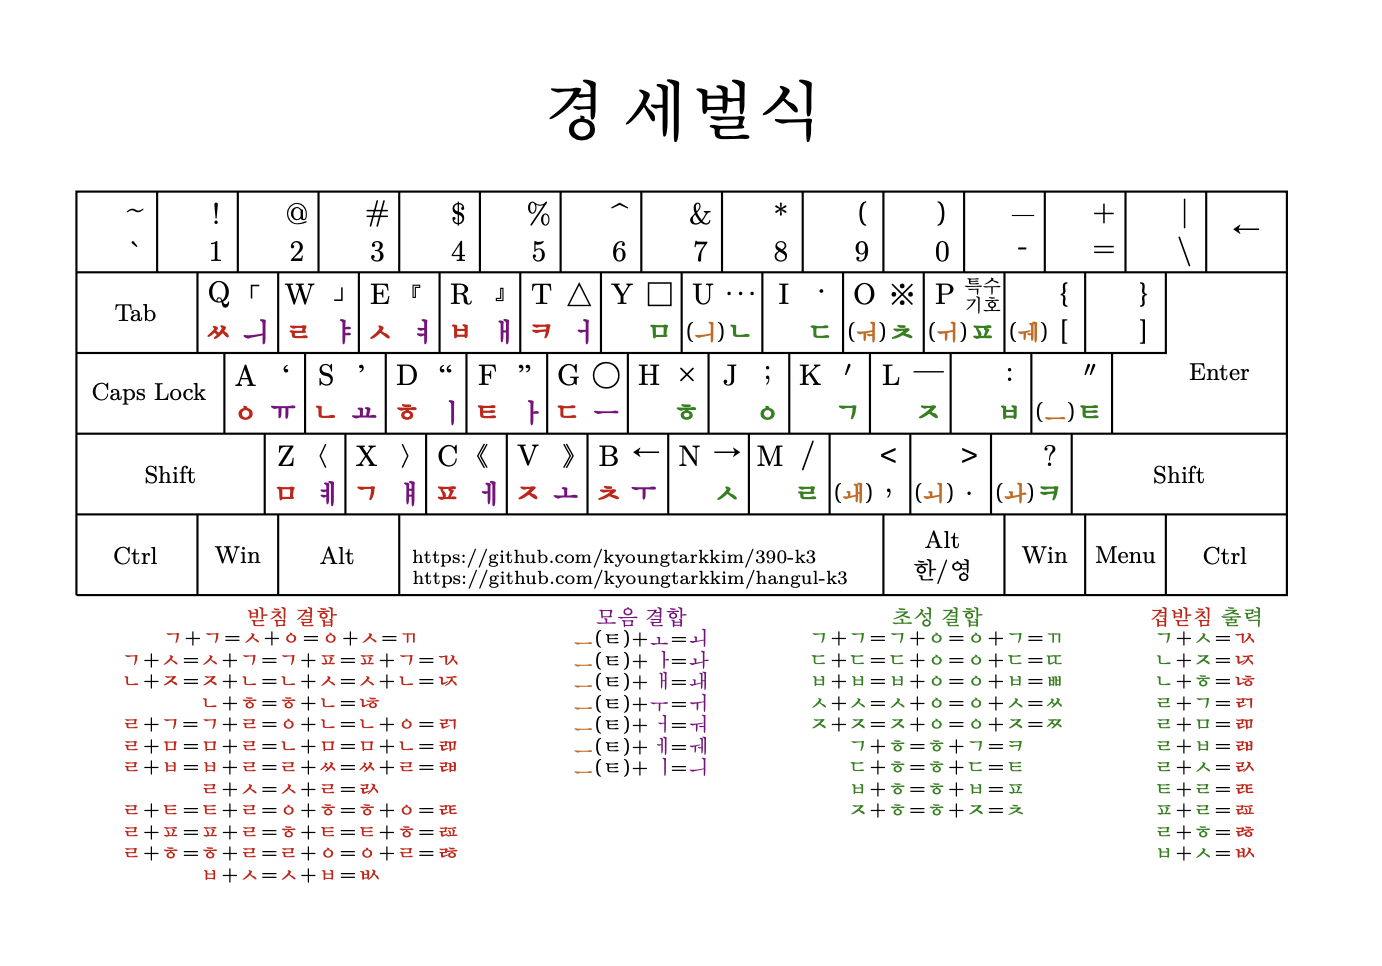 경 세벌식
~ ! @ # $ % ^ & * ( ) — + |
` 1 2 3 4 5 6 7 8 9 0 - = \ ←
Tab Q「 W 」 E『 R 』 T △ Y □ U ⋯ I · O ※ P 특수기호 { }
ㅆ ㅢ ㄹ ㅑ ㅅ ㅕ ㅂ ㅐ ㅋ ㅓ ㅁ (ㅢ)ㄴ ㄷ (ㅝ)ㅊ (ㅟ)ㅍ (ㅞ) [ ]
Caps Lock A ‘ S ’ D “ F ” G ○ H × J ; K ′ L — : ″ Enter
ㅇ ㅠ ㄴ ㅛ ㅎ ㅣ ㅌ ㅏ ㄷ ㅡ ㅎ ㅇ ㄱ ㅈ ㅂ (ㅡ)ㅌ
Shift Z 〈 X 〉 C 《 V 》 B ← N → M / < > ? Shift
ㅁ ㅖ ㄱ ㅒ ㅍ ㅔ ㅈ ㅗ ㅊ ㅜ ㅅ ㄹ (ㅙ) , (ㅚ) . (ㅘ)ㅋ
Ctrl Win Alt https://github.com/kyoungtarkkim/390-k3 Alt 한/영 Win Menu Ctrl
https://github.com/kyoungtarkkim/hangul-k3
받침 결합
ㄱ+ㄱ=ㅅ+ㅇ=ㅇ+ㅅ=ㄲ
ㄱ+ㅅ=ㅅ+ㄱ=ㄱ+ㅍ=ㅍ+ㄱ=ㄳ
ㄴ+ㅈ=ㅈ+ㄴ=ㄴ+ㅅ=ㅅ+ㄴ=ㄵ
ㄴ+ㅎ=ㅎ+ㄴ=ㄶ
ㄹ+ㄱ=ㄱ+ㄹ=ㅇ+ㄴ=ㄴ+ㅇ=ㄺ
ㄹ+ㅁ=ㅁ+ㄹ=ㄴ+ㅁ=ㅁ+ㄴ=ㄻ
ㄹ+ㅂ=ㅂ+ㄹ=ㄹ+ㅆ=ㅆ+ㄹ=ㄼ
ㄹ+ㅅ=ㅅ+ㄹ=ㄽ
ㄹ+ㅌ=ㅌ+ㄹ=ㅇ+ㅎ=ㅎ+ㅇ=ㄾ
ㄹ+ㅍ=ㅍ+ㄹ=ㅎ+ㅌ=ㅌ+ㅎ=ㄿ
ㄹ+ㅎ=ㅎ+ㄹ=ㄹ+ㅇ=ㅇ+ㄹ=ㅀ
ㅂ+ㅅ=ㅅ+ㅂ=ㅄ
모음 결합
ㅡ(ㅌ)+ㅗ=ㅚ
ㅡ(ㅌ)+ㅏ=ㅘ
ㅡ(ㅌ)+ㅐ=ㅙ
ㅡ(ㅌ)+ㅜ=ㅟ
ㅡ(ㅌ)+ㅓ=ㅝ
ㅡ(ㅌ)+ㅔ=ㅞ
ㅡ(ㅌ)+ㅣ=ㅢ
초성 결합
ㄱ+ㄱ=ㄱ+ㅇ=ㅇ+ㄱ=ㄲ
ㄷ+ㄷ=ㄷ+ㅇ=ㅇ+ㄷ=ㄸ
ㅂ+ㅂ=ㅂ+ㅇ=ㅇ+ㅂ=ㅃ
ㅅ+ㅅ=ㅅ+ㅇ=ㅇ+ㅅ=ㅆ
ㅈ+ㅈ=ㅈ+ㅇ=ㅇ+ㅈ=ㅉ
ㄱ+ㅎ=ㅎ+ㄱ=ㅋ
ㄷ+ㅎ=ㅎ+ㄷ=ㅌ
ㅂ+ㅎ=ㅎ+ㅂ=ㅍ
ㅈ+ㅎ=ㅎ+ㅈ=ㅊ
겹받침 출력
ㄱ+ㅅ=ㄳ
ㄴ+ㅈ=ㄵ
ㄴ+ㅎ=ㄶ
ㄹ+ㄱ=ㄺ
ㄹ+ㅁ=ㄻ
ㄹ+ㅂ=ㄼ
ㄹ+ㅅ=ㄽ
ㅌ+ㄹ=ㄾ
ㅍ+ㄹ=ㄿ
ㄹ+ㅎ=ㅀ
ㅂ+ㅅ=ㅄ